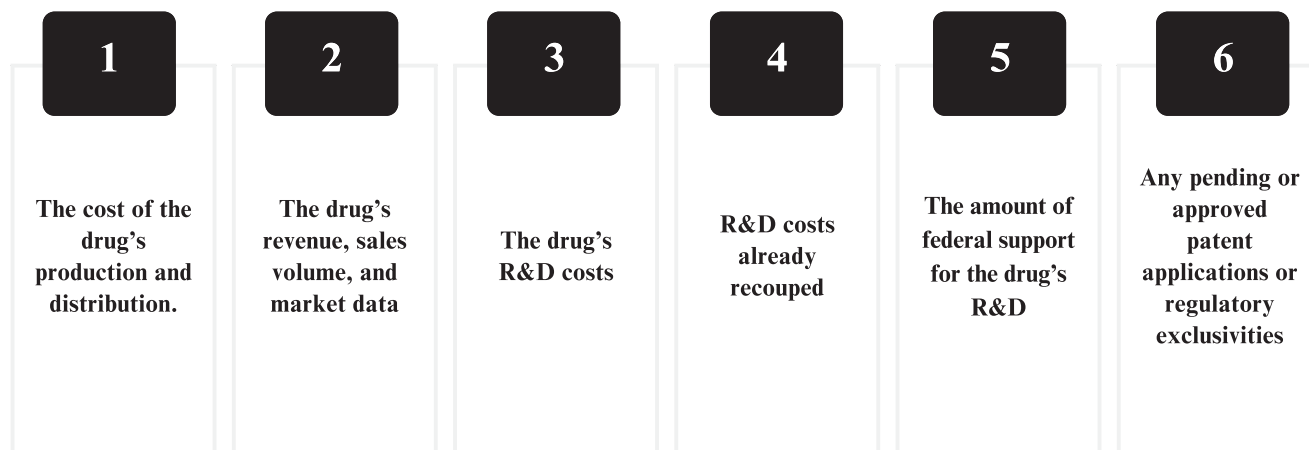 1
The cost of the
drug’s
production and
distribution.
2
The drug’s
revenue, sales
volume, and
market data
3
The drug’s
R&D costs
4
R&D costs
already
recouped
5
The amount of
federal support
for the drug’s
R&D
6
Any pending or
approved
patent
applications or
regulatory
exclusivities